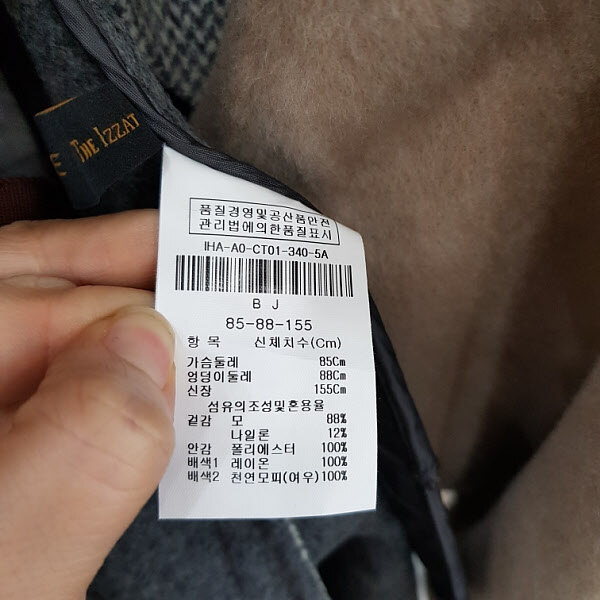 E THE IZZAT
품질경영및공산품안전
관리법에의한품질표시
IHA-A0-CT01-340-5A
B J
85-88-155
항 목 신체치수(Cm)
가슴둘레 85Cm
엉덩이둘레 88Cm
신장 155Cm
섬유의조성및혼용율
겉감 모 88%
나일론 12%
안감 폴리에스터 100%
배색1 레이온 100%
배색2 천연모피(여우)100%